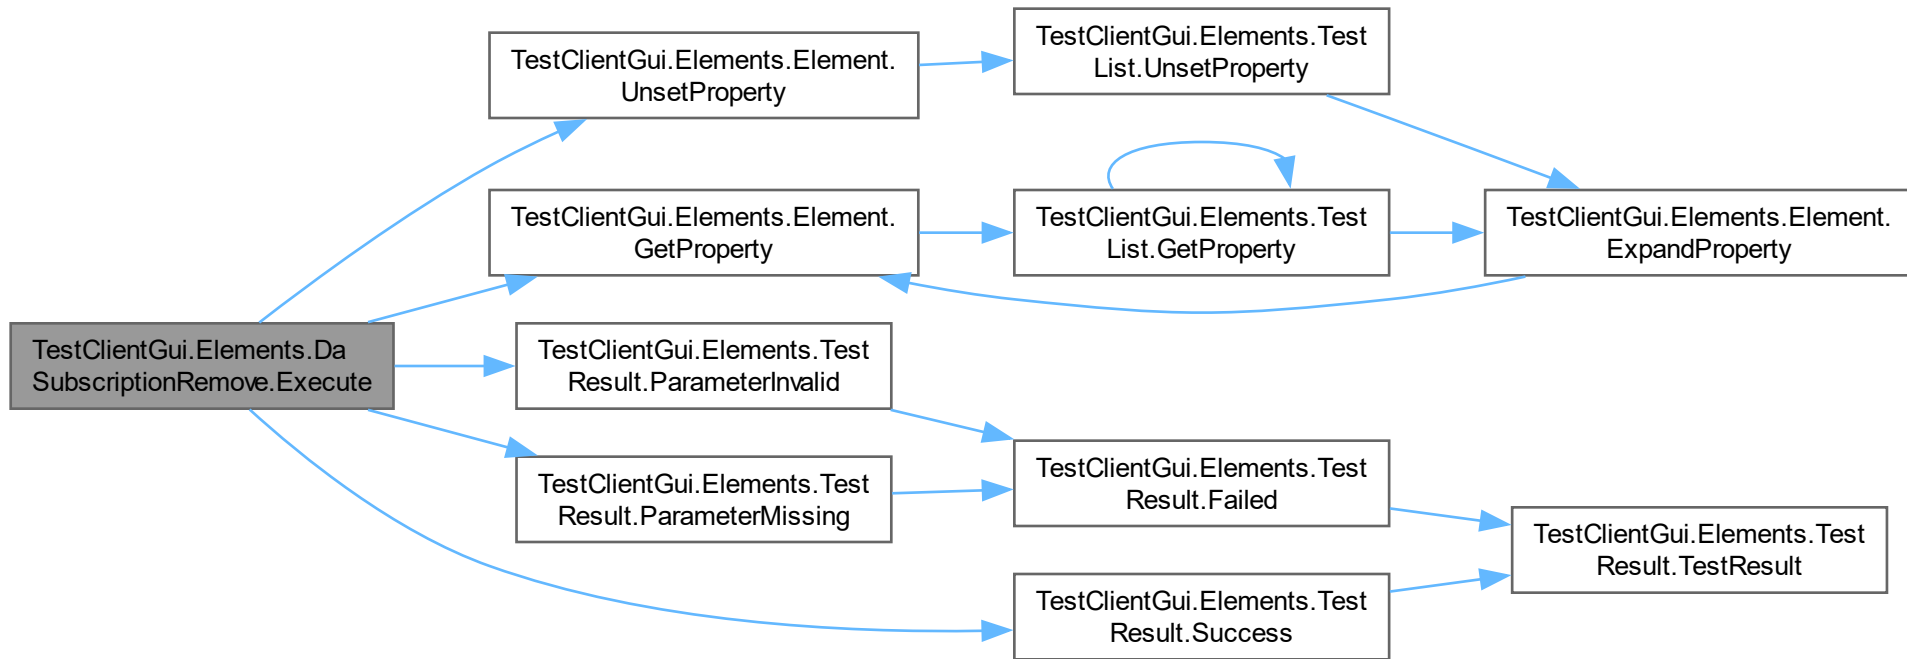 TestClientGui.Elements.Element.
UnsetProperty
TestClientGui.Elements.Test
List.UnsetProperty
TestClientGui.Elements.Element.
GetProperty
TestClientGui.Elements.Test
List.GetProperty
TestClientGui.Elements.Element.
ExpandProperty
TestClientGui.Elements.Da
SubscriptionRemove.Execute
TestClientGui.Elements.Test
Result.ParameterInvalid
TestClientGui.Elements.Test
Result.ParameterMissing
TestClientGui.Elements.Test
Result.Failed
TestClientGui.Elements.Test
Result.TestResult
TestClientGui.Elements.Test
Result.Success